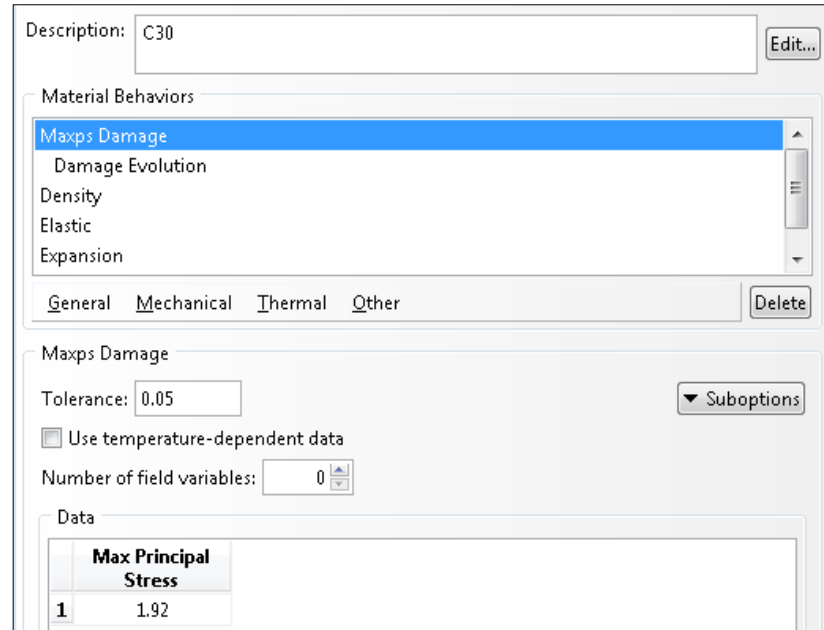 Description: C30
Edit...
Material Behaviors
Maxps Damage
Damage Evolution
Density
Elastic
Expansion
General Mechanical Thermal Other Delete
Maxps Damage
Tolerance: 0.05 Suboptions
Use temperature-dependent data
Number of field variables: 0
Data
Max Principal
Stress
1 1.92